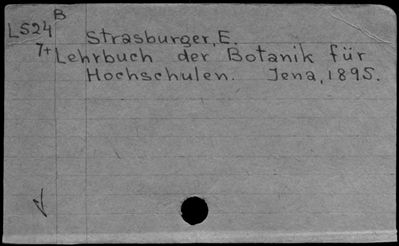 B
L524
Strasburger, E.
7+ Lehrbuch der Botanik für
Hochschulen. Jena, 1895.